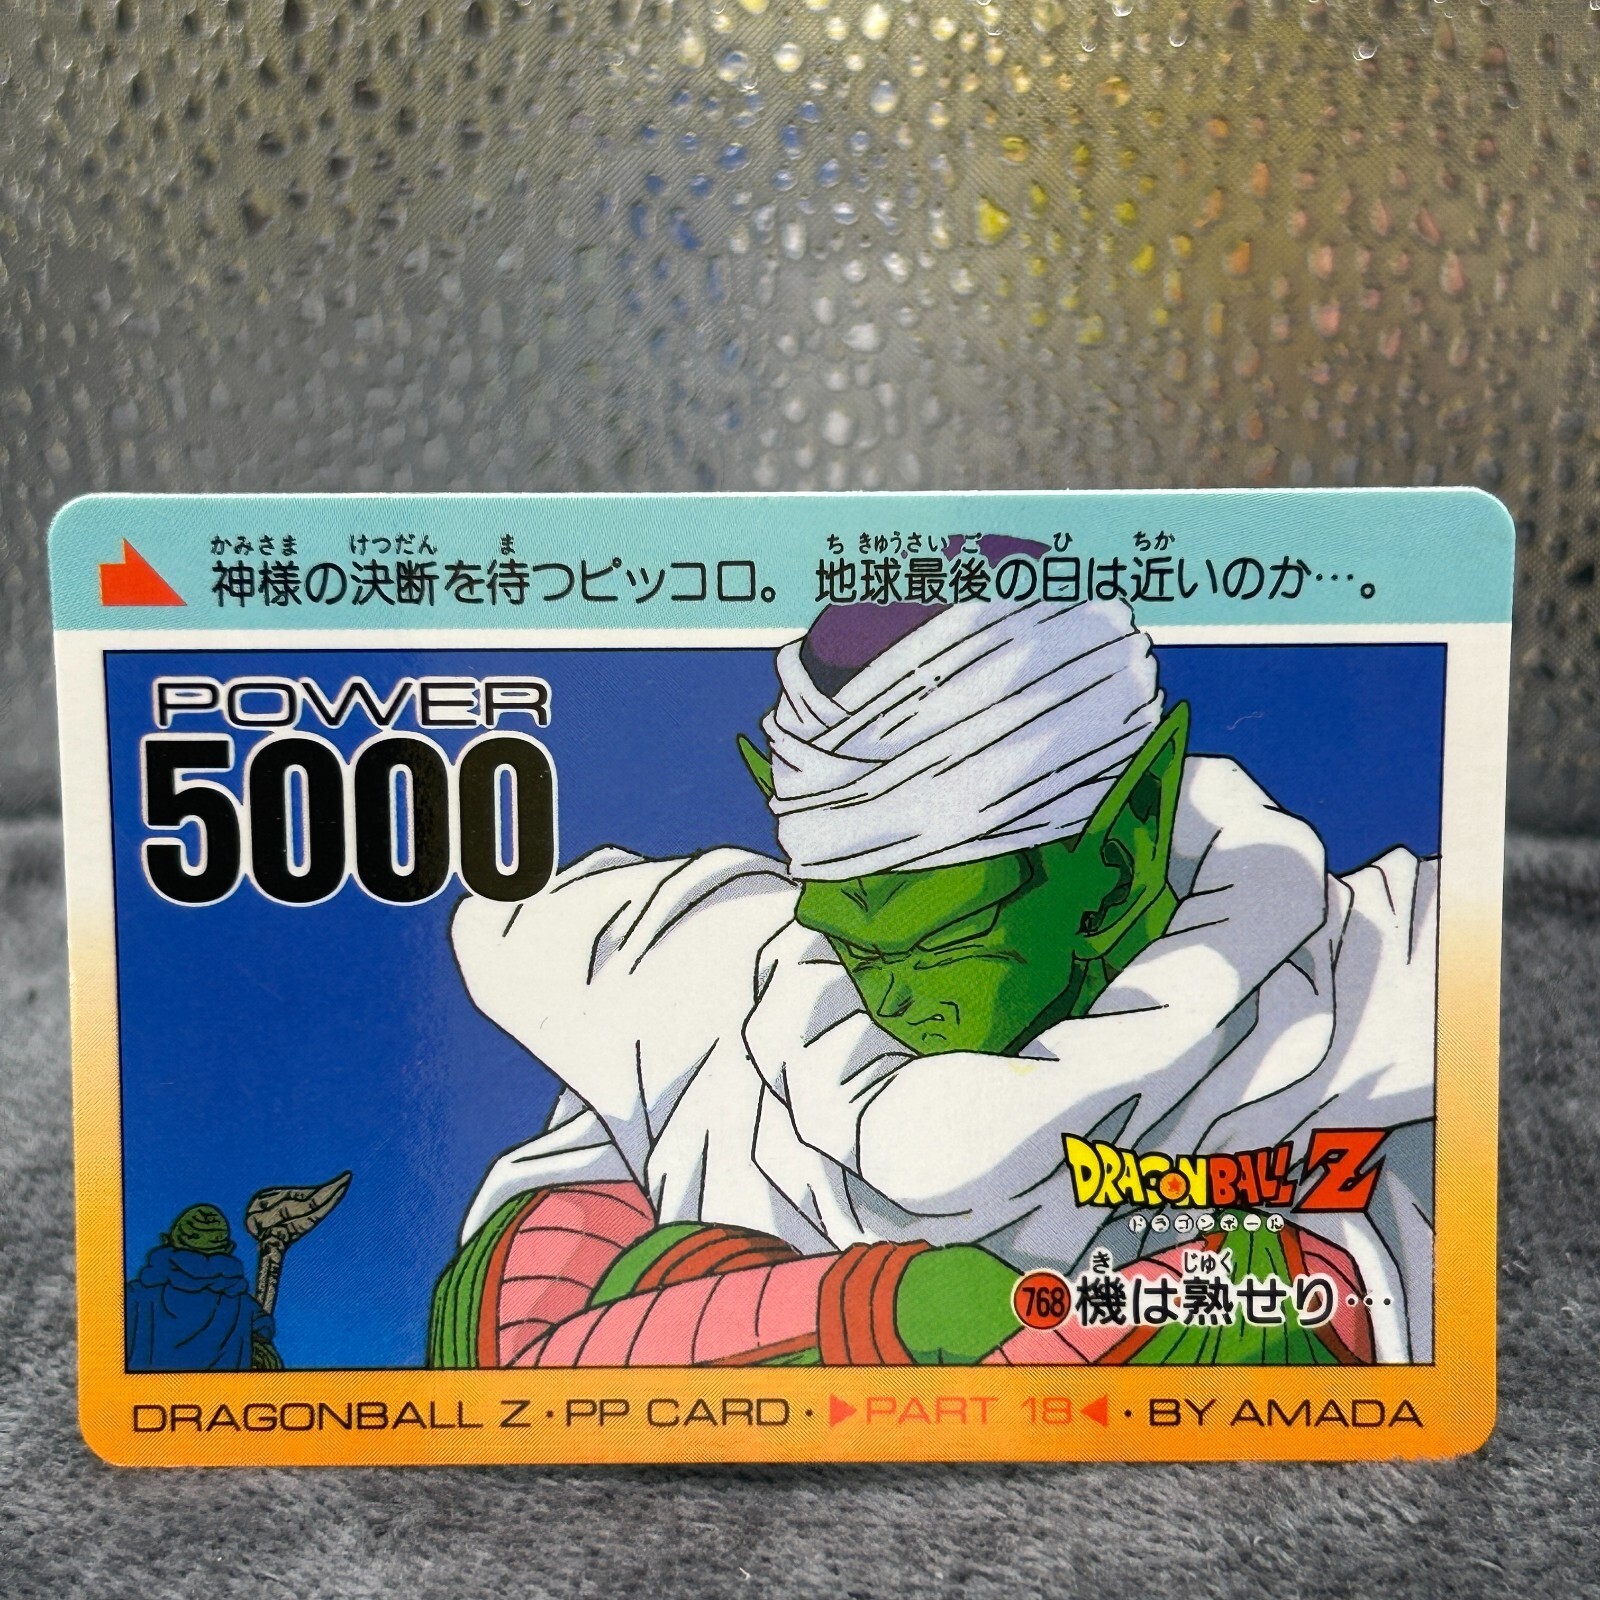 かみさま けつだん ま ちきゅうさいご ひ ちか
神様の決断を待つピッコロ。 地球最後の日は近いのか…。
POWER
5000
DRAGONBALL Z
ドラゴンボール
き じゅく
768 機は熟せり…
DRAGONBALL Z・PP CARD・▶PART 18◀・BY AMADA